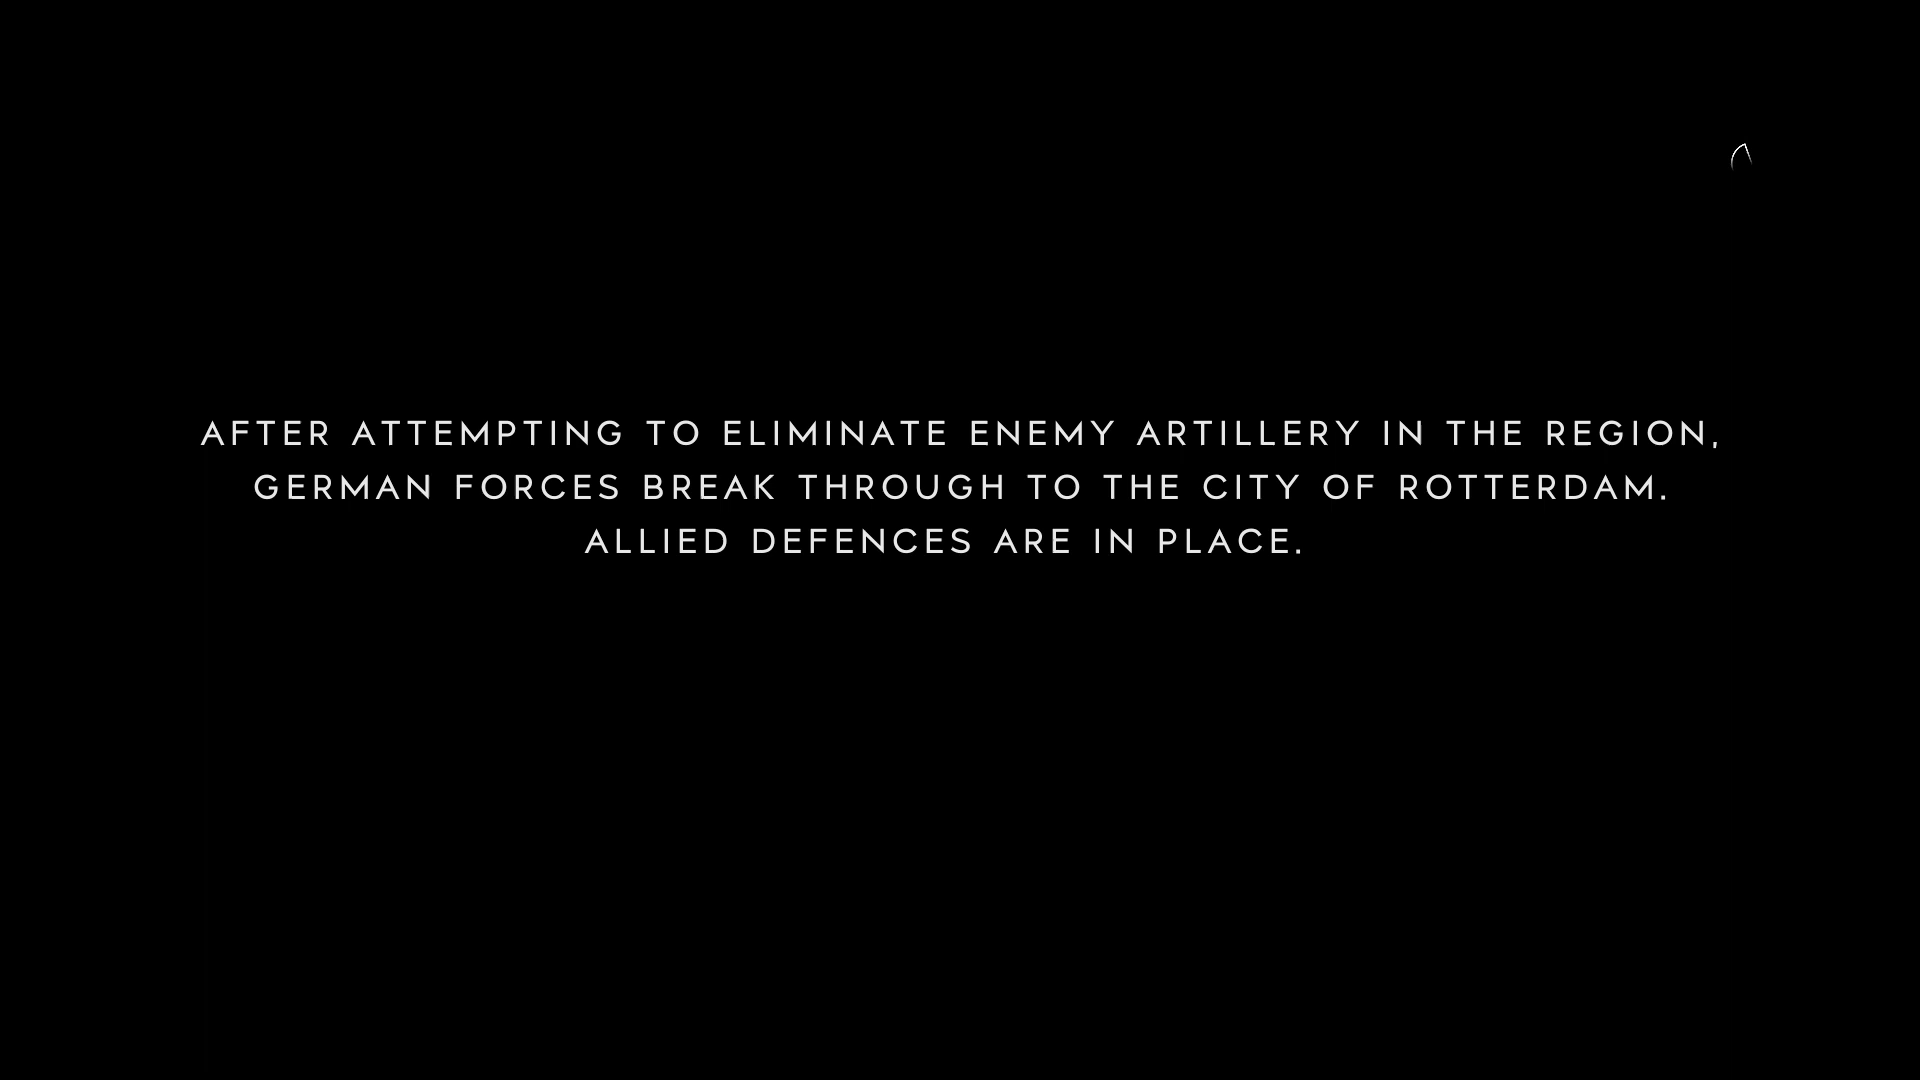 AFTER ATTEMPTING TO ELIMINATE ENEMY ARTILLERY IN THE REGION,
GERMAN FORCES BREAK THROUGH TO THE CITY OF ROTTERDAM.
ALLIED DEFENCES ARE IN PLACE.